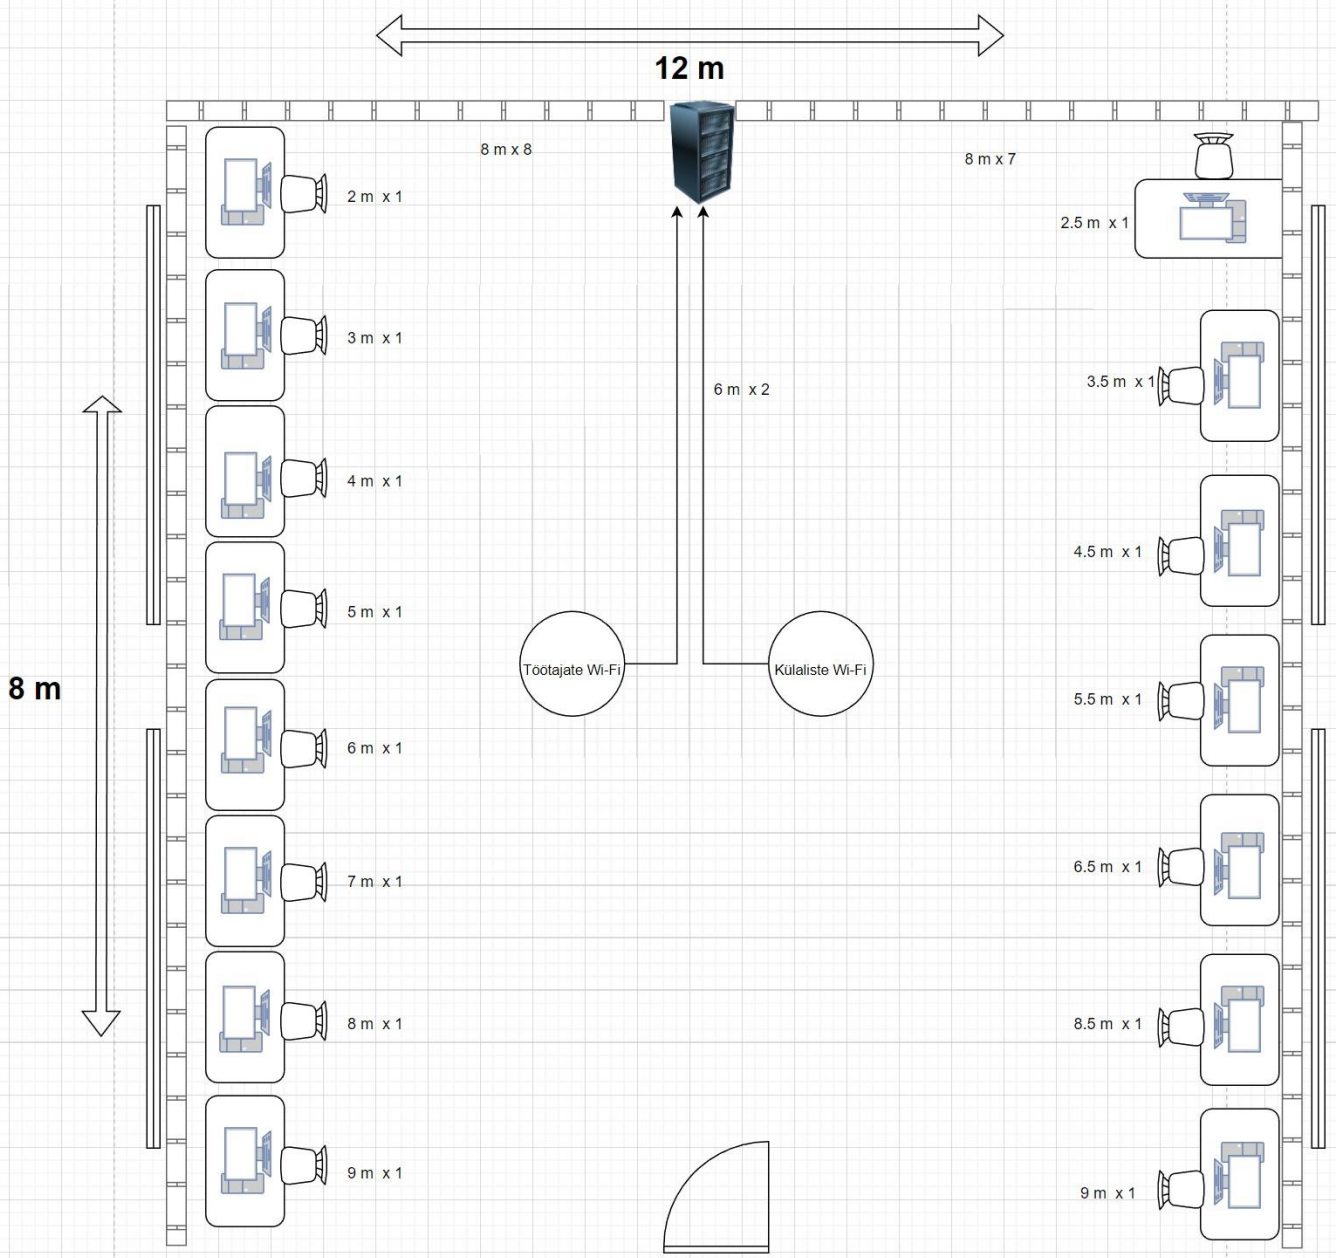 12 m
8 m x 8
8 m x 7
2 m x 1
2.5 m x 1
3 m x 1
3.5 m x 1
6 m x 2
4 m x 1
4.5 m x 1
5 m x 1
Töötajate Wi-Fi
Külaliste Wi-Fi
8 m
5.5 m x 1
6 m x 1
6.5 m x 1
7 m x 1
8 m x 1
8.5 m x 1
9 m x 1
9 m x 1